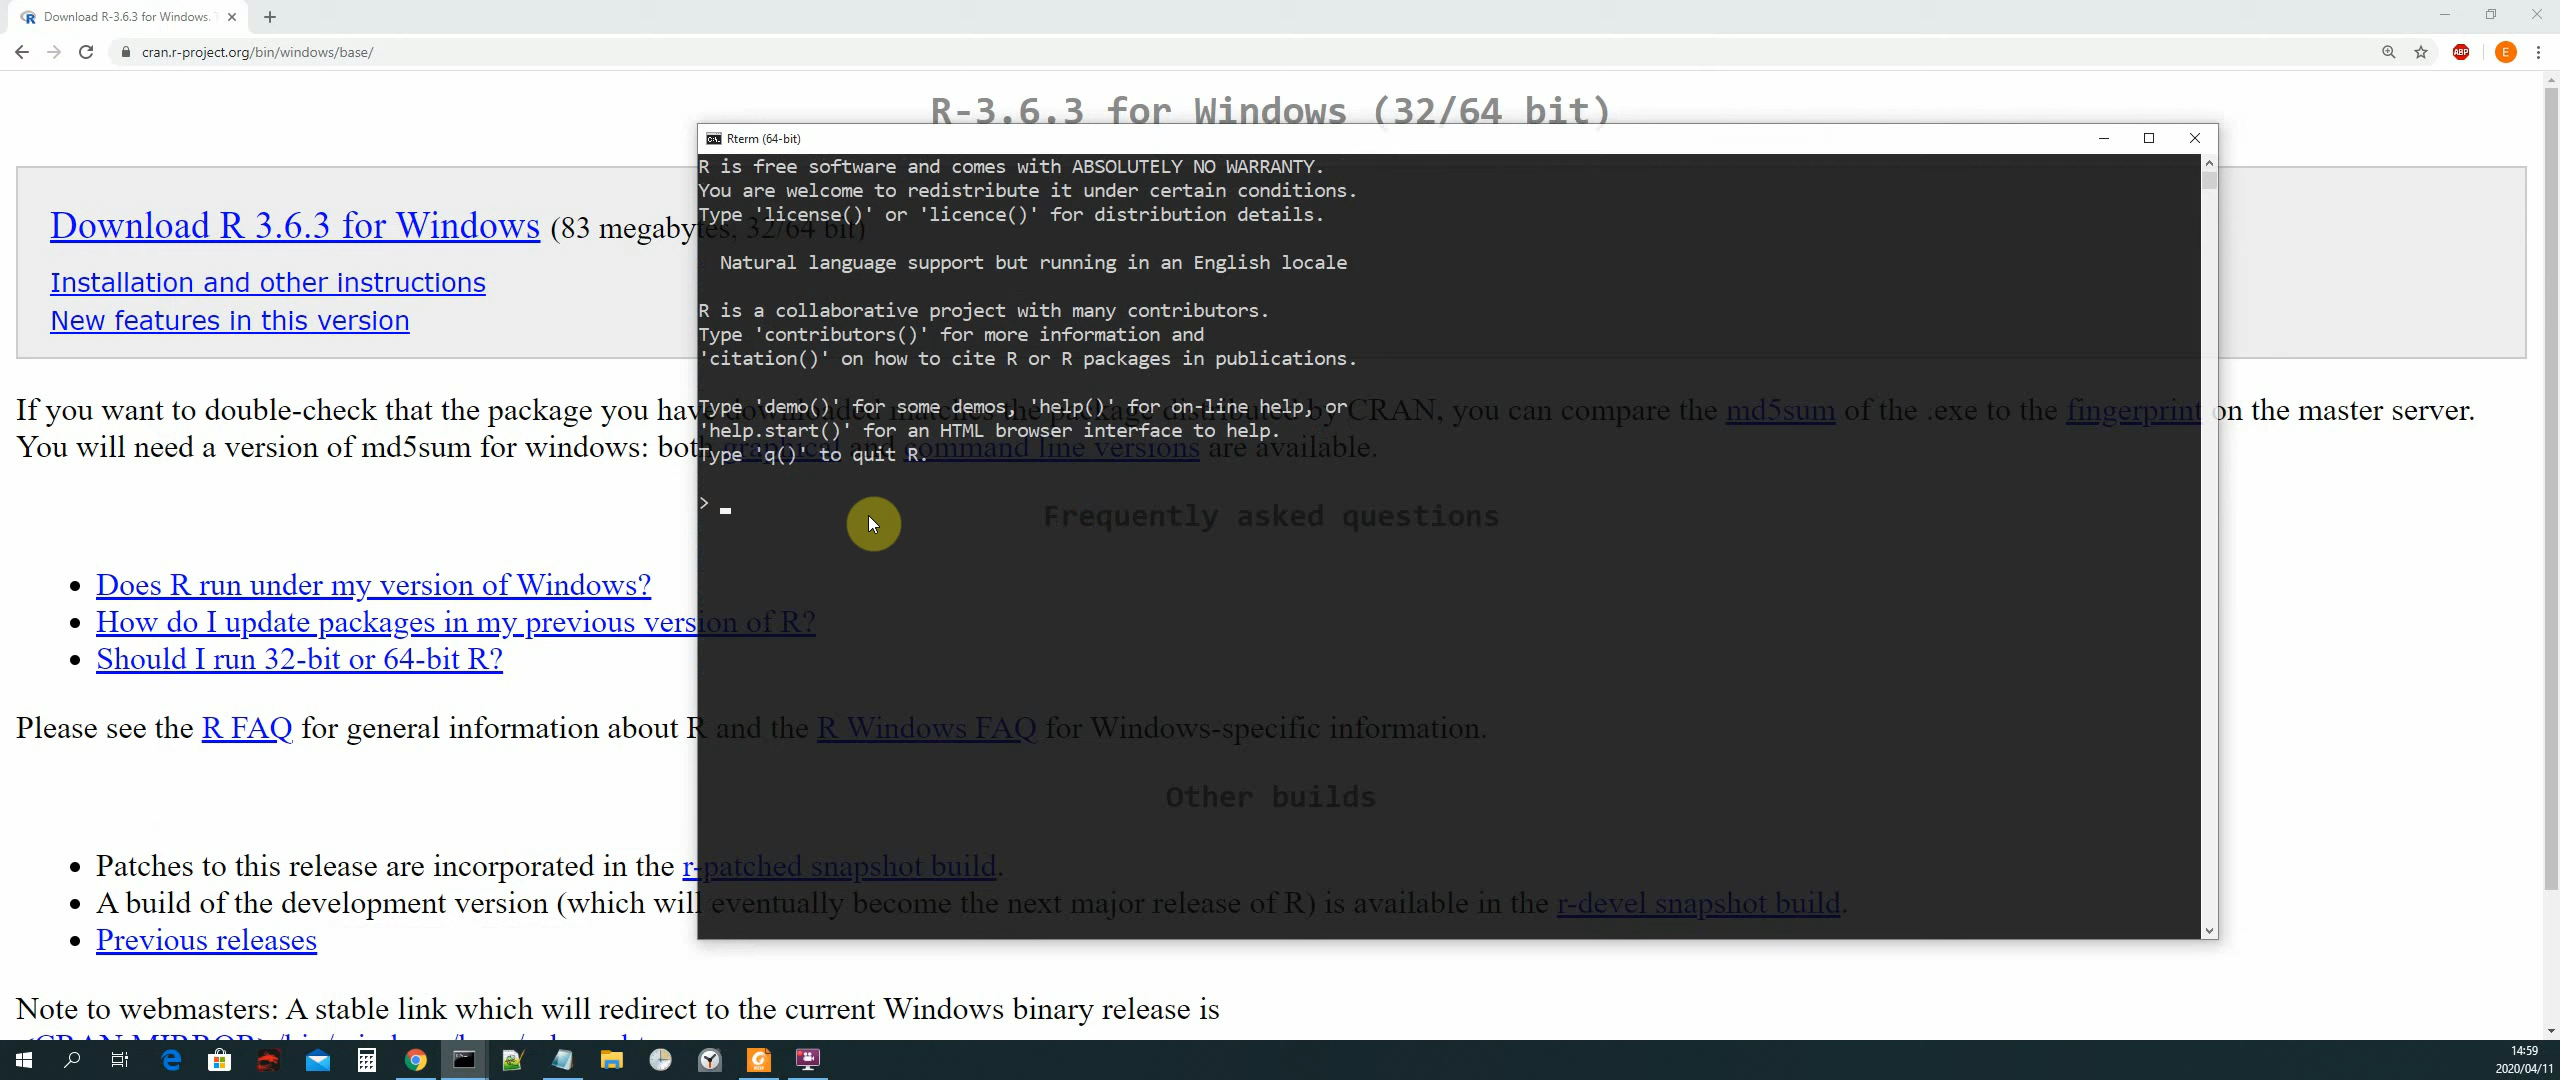 Download R-3.6.3 for Windows. T
cran.r-project.org/bin/windows/base/
ABP
E
R-3.6.3 for Windows (32/64 bit)
Download R 3.6.3 for Windows (83 megabytes, 32/64 bit)
Installation and other instructions
New features in this version
If you want to double-check that the package you have downloaded matches the package distributed by CRAN, you can compare the md5sum of the .exe to the fingerprint on the master server.
You will need a version of md5sum for windows: both graphical and command line versions are available.
Frequently asked questions
Does R run under my version of Windows?
How do I update packages in my previous version of R?
Should I run 32-bit or 64-bit R?
Please see the R FAQ for general information about R and the R Windows FAQ for Windows-specific information.
Other builds
Patches to this release are incorporated in the r-patched snapshot build.
A build of the development version (which will eventually become the next major release of R) is available in the r-devel snapshot build.
Previous releases
Note to webmasters: A stable link which will redirect to the current Windows binary release is
Rterm (64-bit)
R is free software and comes with ABSOLUTELY NO WARRANTY.
You are welcome to redistribute it under certain conditions.
Type 'license()' or 'licence()' for distribution details.
Natural language support but running in an English locale
R is a collaborative project with many contributors.
Type 'contributors()' for more information and
'citation()' on how to cite R or R packages in publications.
Type 'demo()' for some demos, 'help()' for on-line help, or
'help.start()' for an HTML browser interface to help.
Type 'q()' to quit R.
>
14:59
2020/04/11